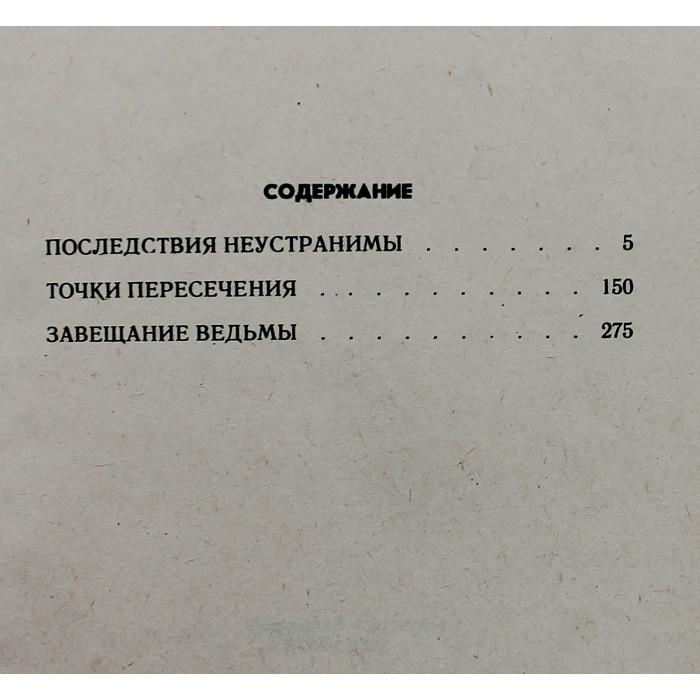 СОДЕРЖАНИЕ
ПОСЛЕДСТВИЯ НЕУСТРАНИМЫ . . . . . . . 5
ТОЧКИ ПЕРЕСЕЧЕНИЯ . . . . . . . . . . 150
ЗАВЕЩАНИЕ ВЕДЬМЫ . . . . . . . . . . 275